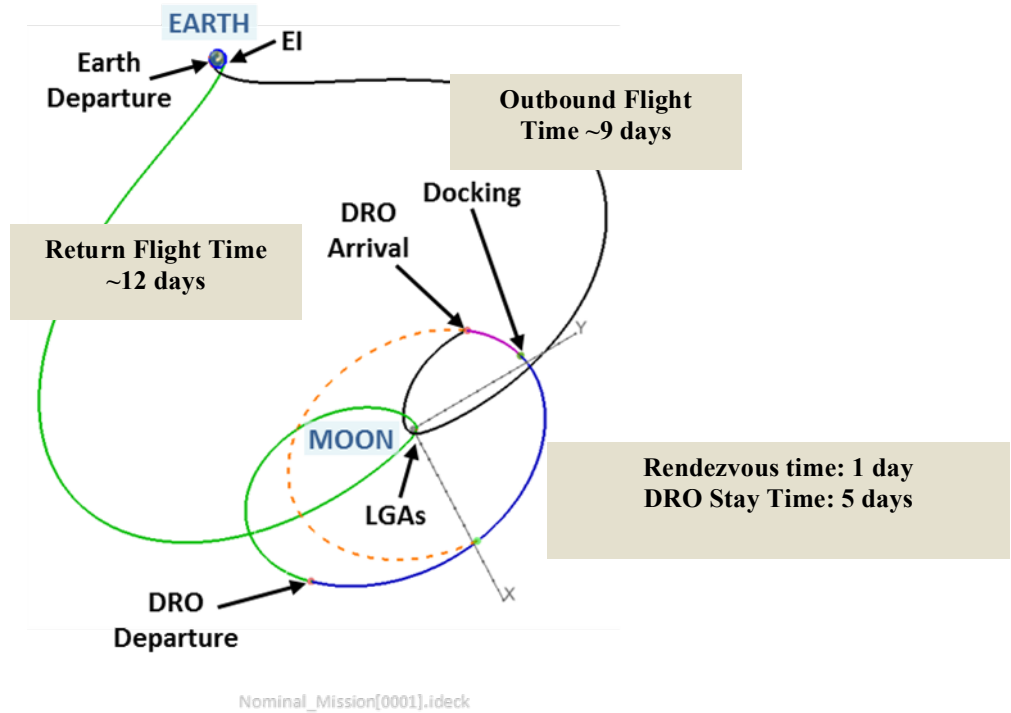 EARTH
EI
Earth
Departure
Outbound Flight
Time ~9 days
Docking
DRO
Arrival
Return Flight Time
~12 days
Y
MOON
LGAs
Rendezvous time: 1 day
DRO Stay Time: 5 days
X
DRO
Departure
Nominal_Mission[0001].ideck